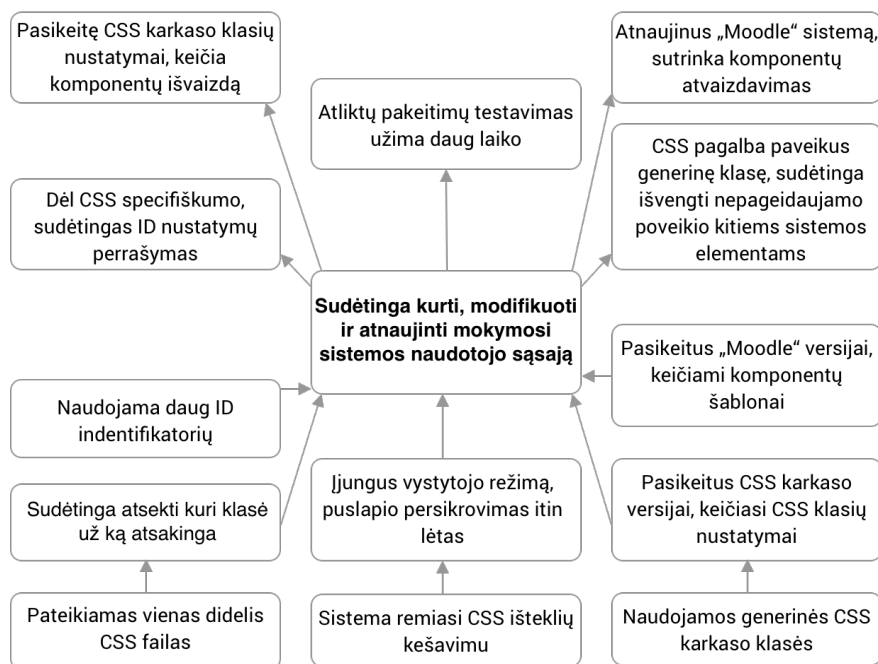 Pasikeitę CSS karkaso klasių
nustatymai, keičia
komponentų išvaizdą
Atliktų pakeitimų testavimas
užima daug laiko
Atnaujinus „Moodle“ sistemą,
sutrinka komponentų
atvaizdavimas
Dėl CSS specifiškumo,
sudėtingas ID nustatymų
perrašymas
CSS pagalba paveikus
generinę klasę, sudėtinga
išvengti nepageidaujamo
poveikio kitiems sistemos
elementams
Sudėtinga kurti, modifikuoti
ir atnaujinti mokymosi
sistemos naudotojo sąsają
Pasikeitus „Moodle“ versijai,
keičiami komponentų
šablonai
Naudojama daug ID
indentifikatorių
Sudėtinga atsekti kuri klasė
už ką atsakinga
Įjungus vystytojo režimą,
puslapio persikrovimas itin
lėtas
Pasikeitus CSS karkaso
versijai, keičiasi CSS klasių
nustatymai
Pateikiamas vienas didelis
CSS failas
Sistema remiasi CSS išteklių
kešavimu
Naudojamos generinės CSS
karkaso klasės